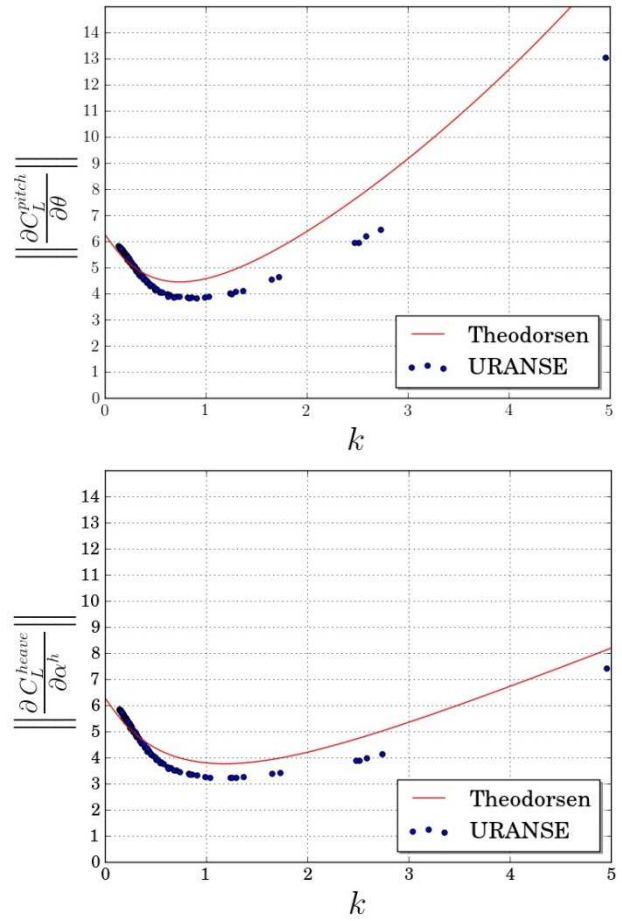 14
13
12
11
10
9
8
7
6
5
4
3
2
1
0
∂C_L^{pitch}
∂θ
Theodorsen
URANSE
0 1 2 3 4 5
k
14
13
12
11
10
9
8
7
6
5
4
3
2
1
0
∂C_L^{heave}
∂α^h
Theodorsen
URANSE
0 1 2 3 4 5
k